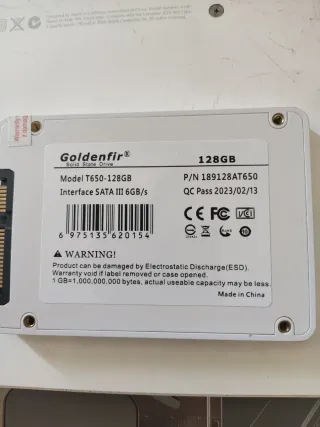 Goldenfir®
Solid State Drive
128GB
Model T650-128GB
P/N 189128AT650
Interface SATA III 6GB/s
QC Pass 2023/02/13
6 975135 620154
CE FC
WARNING!
Product can be damaged by Electrostatic Discharge(ESD).
Warranty void if label removed or case opened.
1 GB=1,000,000,000 bytes, actual useable capacity may be less.
Made in China